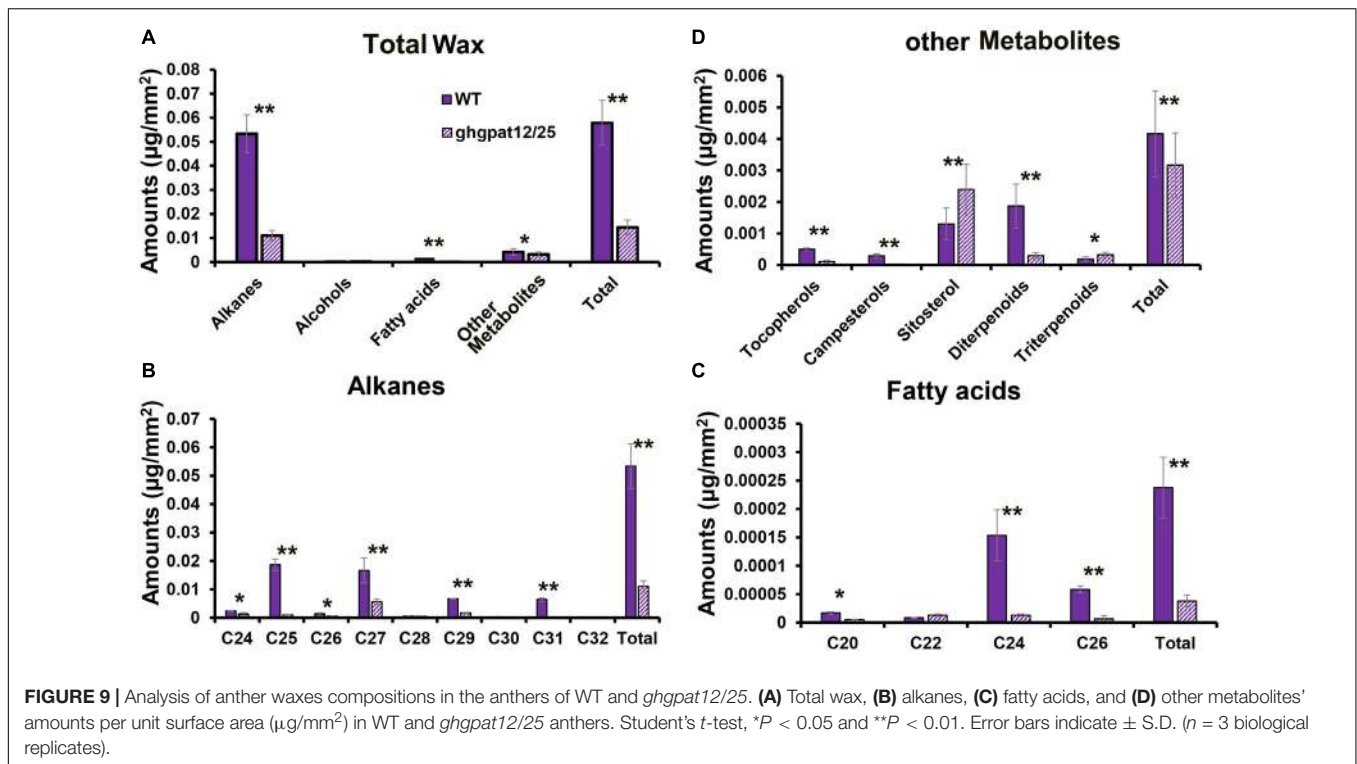 A
Total Wax
Amounts (µg/mm²)
0.08
0.07
0.06
0.05
0.04
0.03
0.02
0.01
0
**
**
*
**
WT
ghgpat12/25
Alkanes
Alcohols
Fatty acids
Other
Metabolites
Total
D
other Metabolites
Amounts (µg/mm²)
0.006
0.005
0.004
0.003
0.002
0.001
0
**
**
**
**
*
**
Tocopherols
Campesterols
Sitosterol
Diterpenoids
Triterpenoids
Total
B
Alkanes
Amounts (µg/mm²)
0.07
0.06
0.05
0.04
0.03
0.02
0.01
0
*
**
*
**
**
**
**
C24 C25 C26 C27 C28 C29 C30 C31 C32 Total
C
Fatty acids
Amounts (µg/mm²)
0.00035
0.0003
0.00025
0.0002
0.00015
0.0001
0.00005
0
*
**
**
**
C20 C22 C24 C26 Total
FIGURE 9 | Analysis of anther waxes compositions in the anthers of WT and ghgpat12/25. (A) Total wax, (B) alkanes, (C) fatty acids, and (D) other metabolites'
amounts per unit surface area (µg/mm²) in WT and ghgpat12/25 anthers. Student's t-test, *P < 0.05 and **P < 0.01. Error bars indicate ± S.D. (n = 3 biological
replicates).